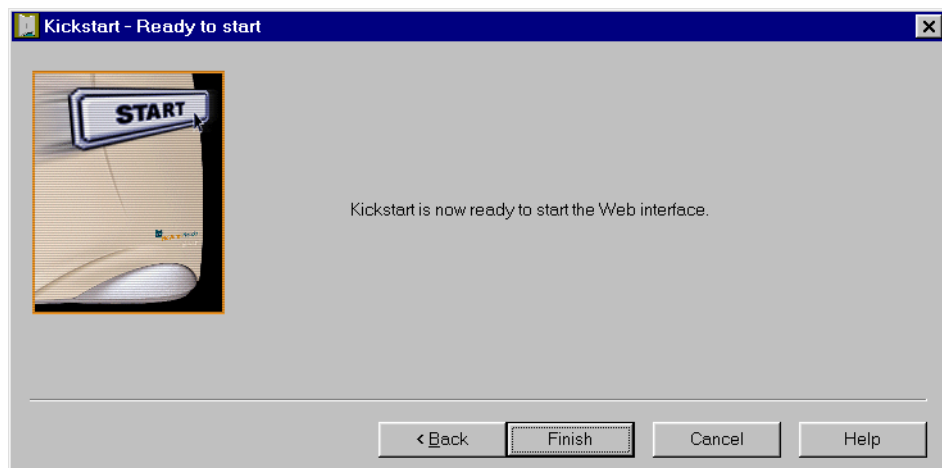 Kickstart - Ready to start
START
Kickstart is now ready to start the Web interface.
< Back
Finish
Cancel
Help